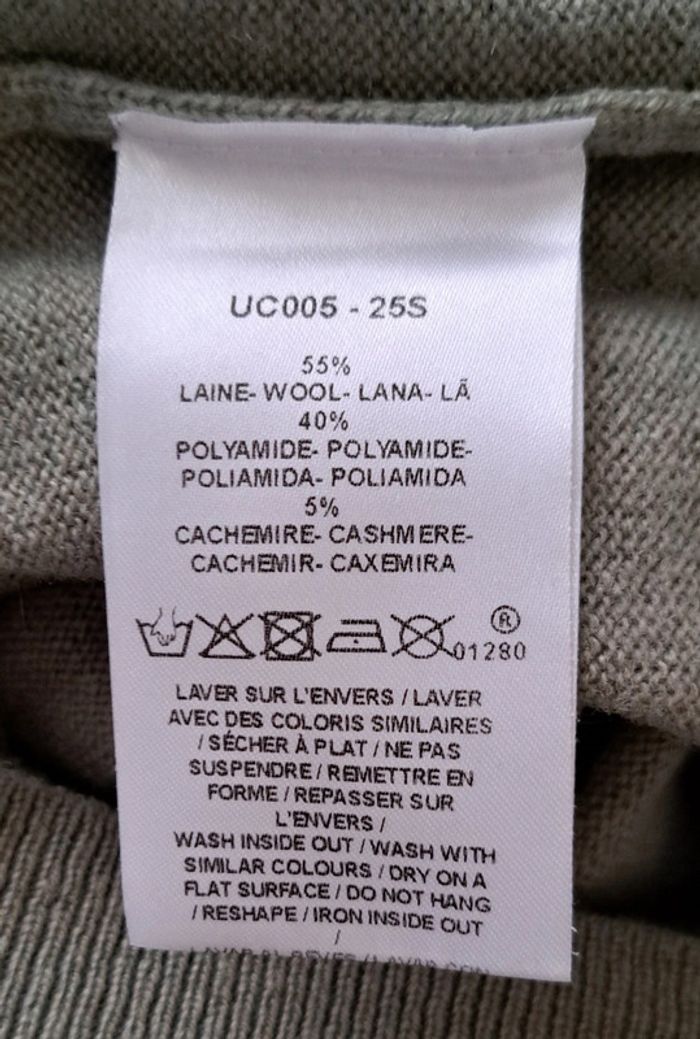 UC005 - 25S
55%
LAINE- WOOL- LANA- LÃ
40%
POLYAMIDE- POLYAMIDE-
POLIAMIDA- POLIAMIDA
5%
CACHEMIRE- CASHMERE-
CACHEMIR- CAXEMIRA
R
01280
LAVER SUR L'ENVERS / LAVER
AVEC DES COLORIS SIMILAIRES
/ SÉCHER À PLAT / NE PAS
SUSPENDRE / REMETTRE EN
FORME / REPASSER SUR
L'ENVERS /
WASH INSIDE OUT / WASH WITH
SIMILAR COLOURS / DRY ON A
FLAT SURFACE / DO NOT HANG
/ RESHAPE / IRON INSIDE OUT
/